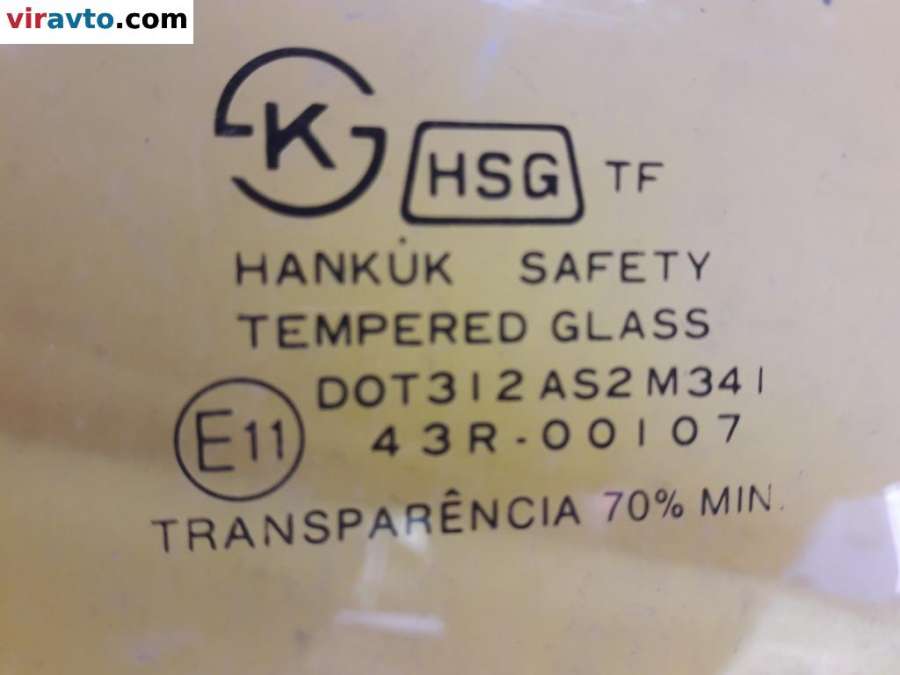 viravto.com
K
HSG TF
HANKUK SAFETY
TEMPERED GLASS
DOT312 AS2 M341
E11 43R-00107
TRANSPARÊNCIA 70% MIN.